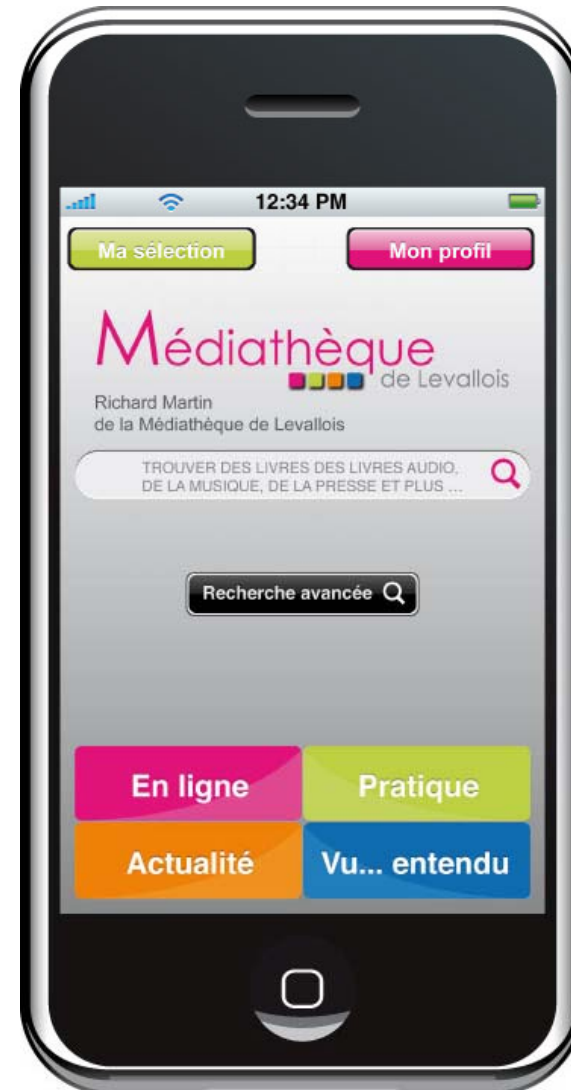 12:34 PM
Ma sélection
Mon profil
Médiathèque
de Levallois
Richard Martin
de la Médiathèque de Levallois
TROUVER DES LIVRES DES LIVRES AUDIO,
DE LA MUSIQUE, DE LA PRESSE ET PLUS ...
Recherche avancée
En ligne
Pratique
Actualité
Vu... entendu